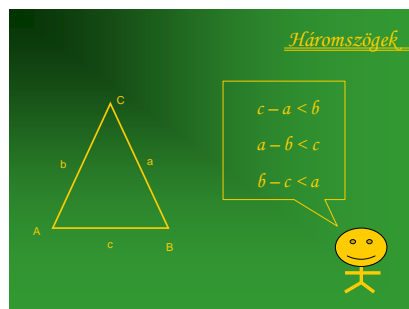 Háromszögek
c – a < b
a – b < c
b – c < a
C
b
a
A
c
B